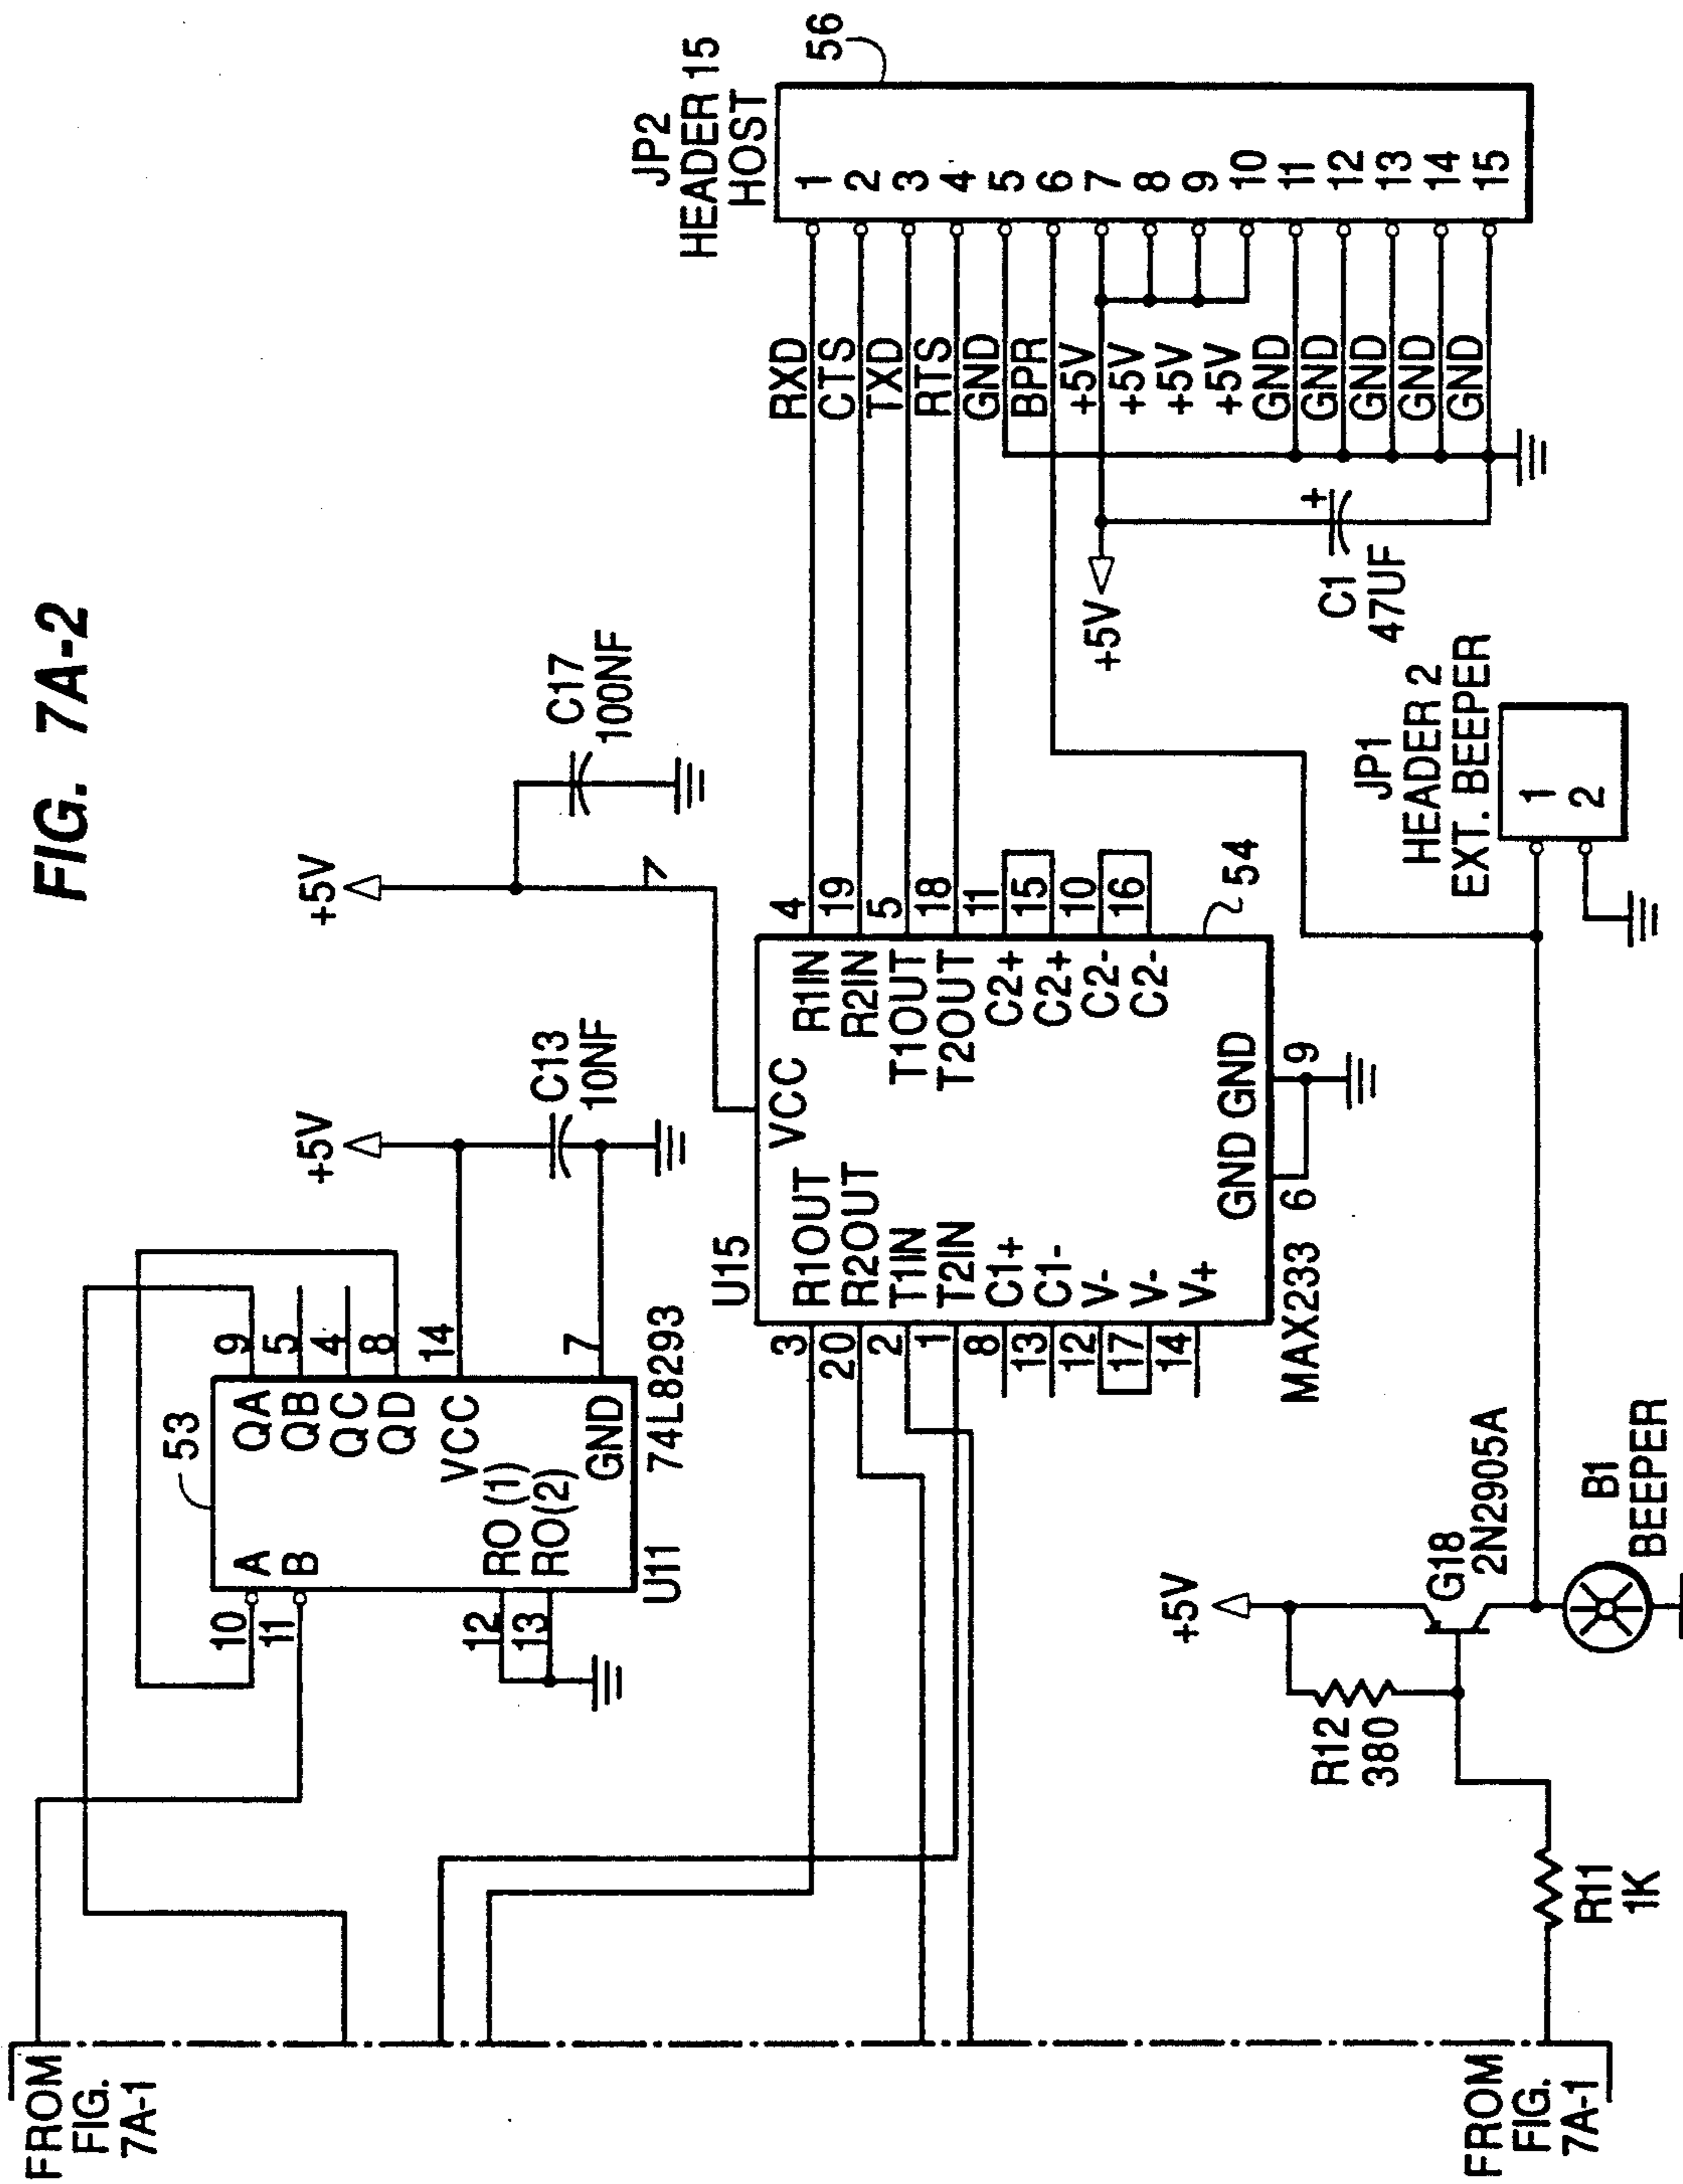 FIG. 7A-2
FROM
FIG.
7A-1
53
10
11
12
13
A
B
RO (1)
RO(2)
QA
QB
QC
QD
VCC
GND
9
5
4
8
14
7
U11
74L8293
+5V
C13
10NF
+5V
C17
100NF
7
U15
VCC
3
20
2
1
8
13
12
17
14
R1OUT
R2OUT
T1IN
T2IN
C1+
C1-
V-
V-
V+
R1IN
R2IN
T1OUT
T2OUT
C2+
C2+
C2-
C2-
4
19
5
18
11
15
10
16
GND GND
6
9
MAX233
54
JP2
HEADER 15
HOST
56
RXD
CTS
TXD
RTS
GND
BPR
+5V
+5V
+5V
+5V
GND
GND
GND
GND
GND
1
2
3
4
5
6
7
8
9
10
11
12
13
14
15
+5V
C1
+
47UF
JP1
HEADER 2
EXT. BEEPER
1
2
+5V
R12
380
G18
2N2905A
B1
BEEPER
R11
1K
FROM
FIG.
7A-1